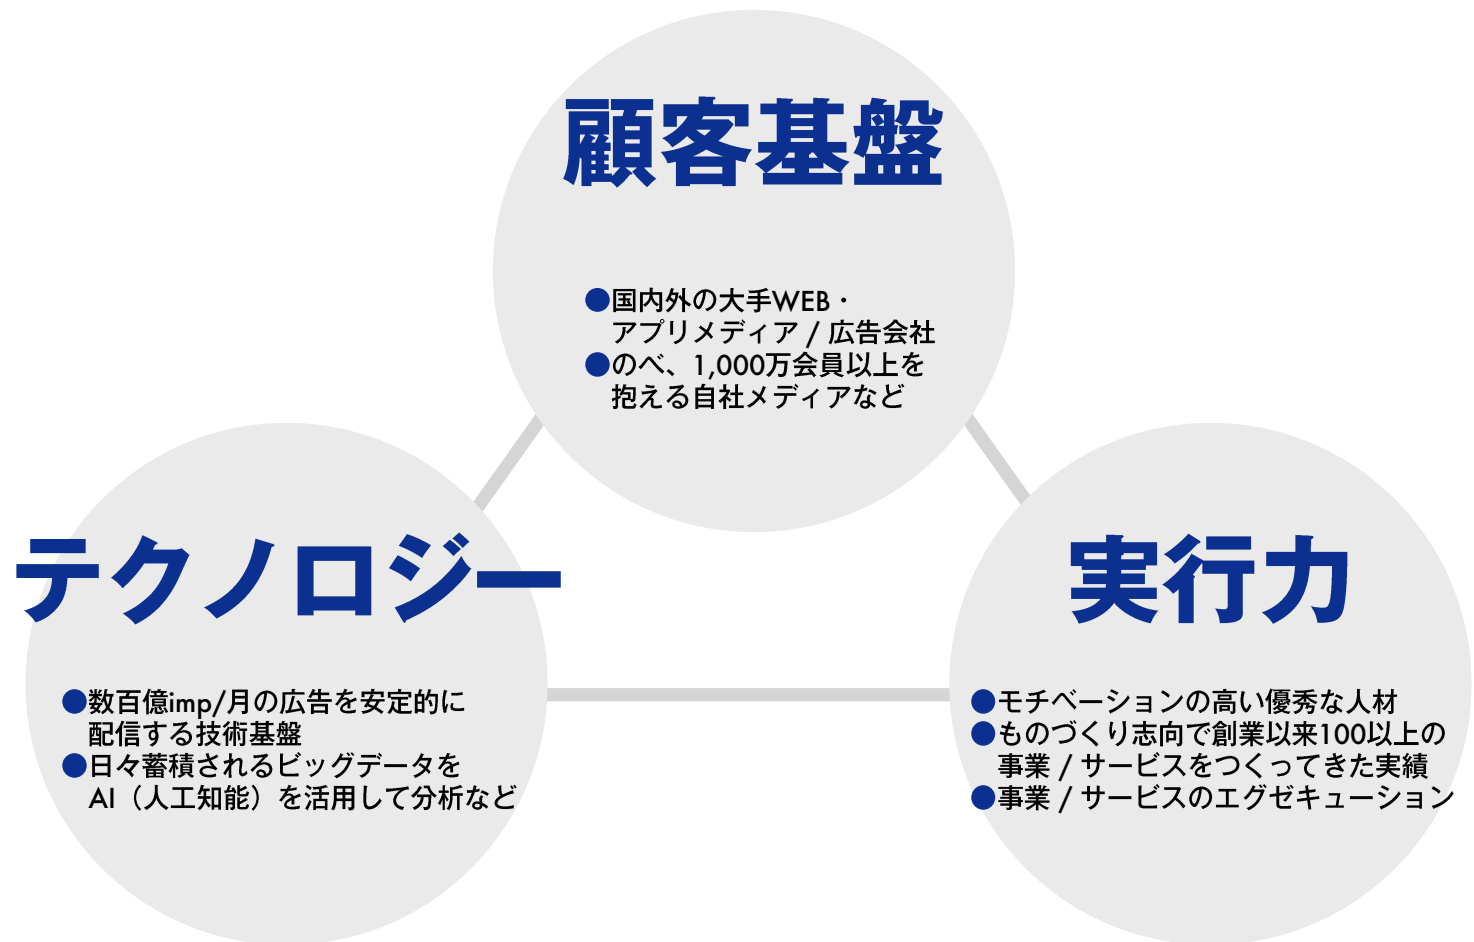 顧客基盤
●国内外の大手WEB・
アプリメディア / 広告会社
●のべ、1,000万会員以上を
抱える自社メディアなど
テクノロジー
●数百億imp/月の広告を安定的に
配信する技術基盤
●日々蓄積されるビッグデータを
AI（人工知能）を活用して分析など
実行力
●モチベーションの高い優秀な人材
●ものづくり志向で創業以来100以上の
事業 / サービスをつくってきた実績
●事業 / サービスのエグゼキューション